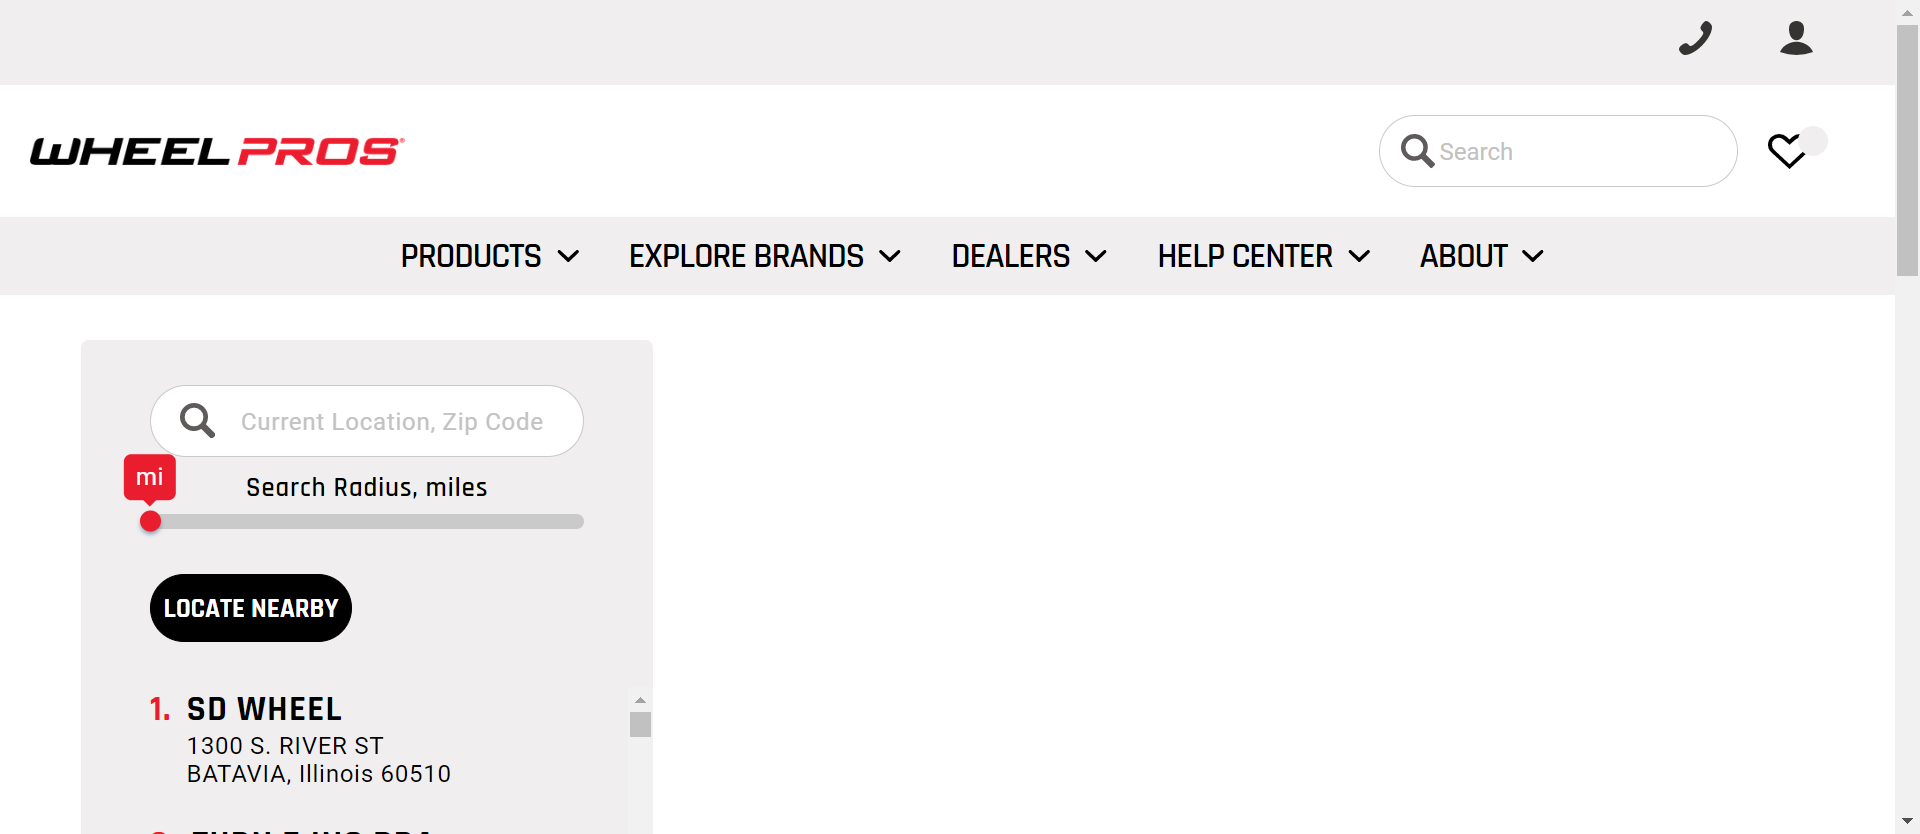 WHEEL PROS
Search
PRODUCTS
EXPLORE BRANDS
DEALERS
HELP CENTER
ABOUT
Current Location, Zip Code
mi
Search Radius, miles
LOCATE NEARBY
1. SD WHEEL
1300 S. RIVER ST
BATAVIA, Illinois 60510